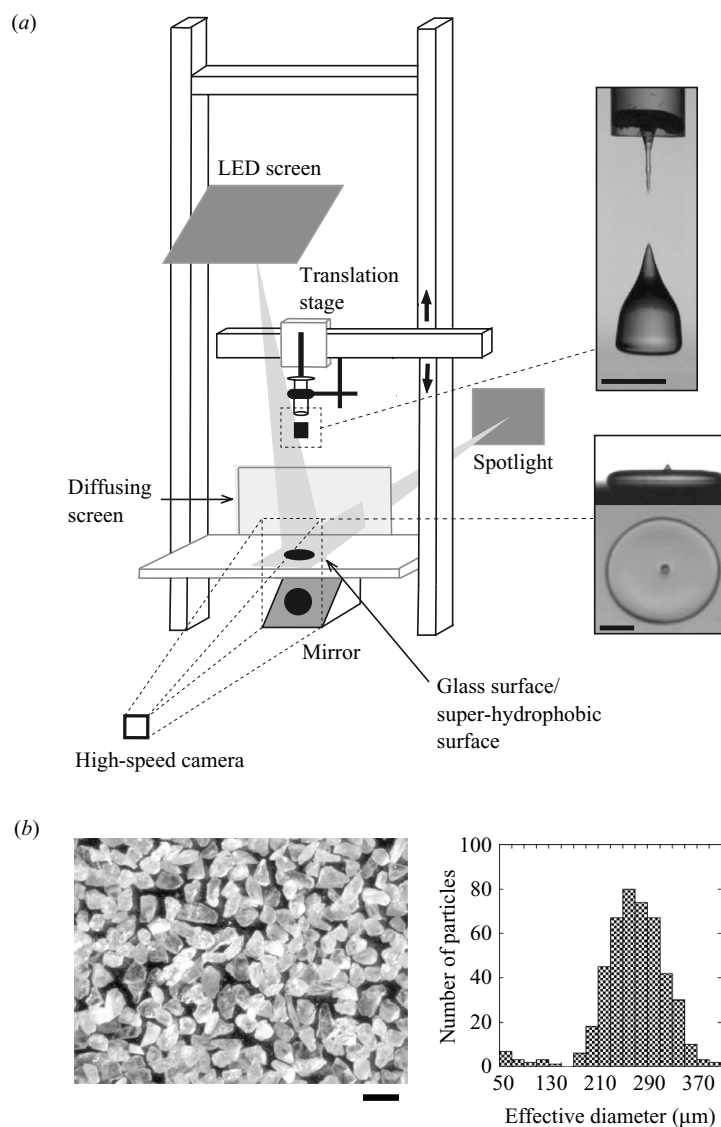 (a)
LED screen
Translation
stage
Spotlight
Diffusing
screen
Mirror
Glass surface/
super-hydrophobic
surface
High-speed camera
(b)
100
80
60
40
20
0
Number of particles
50 130 210 290 370
Effective diameter (μm)